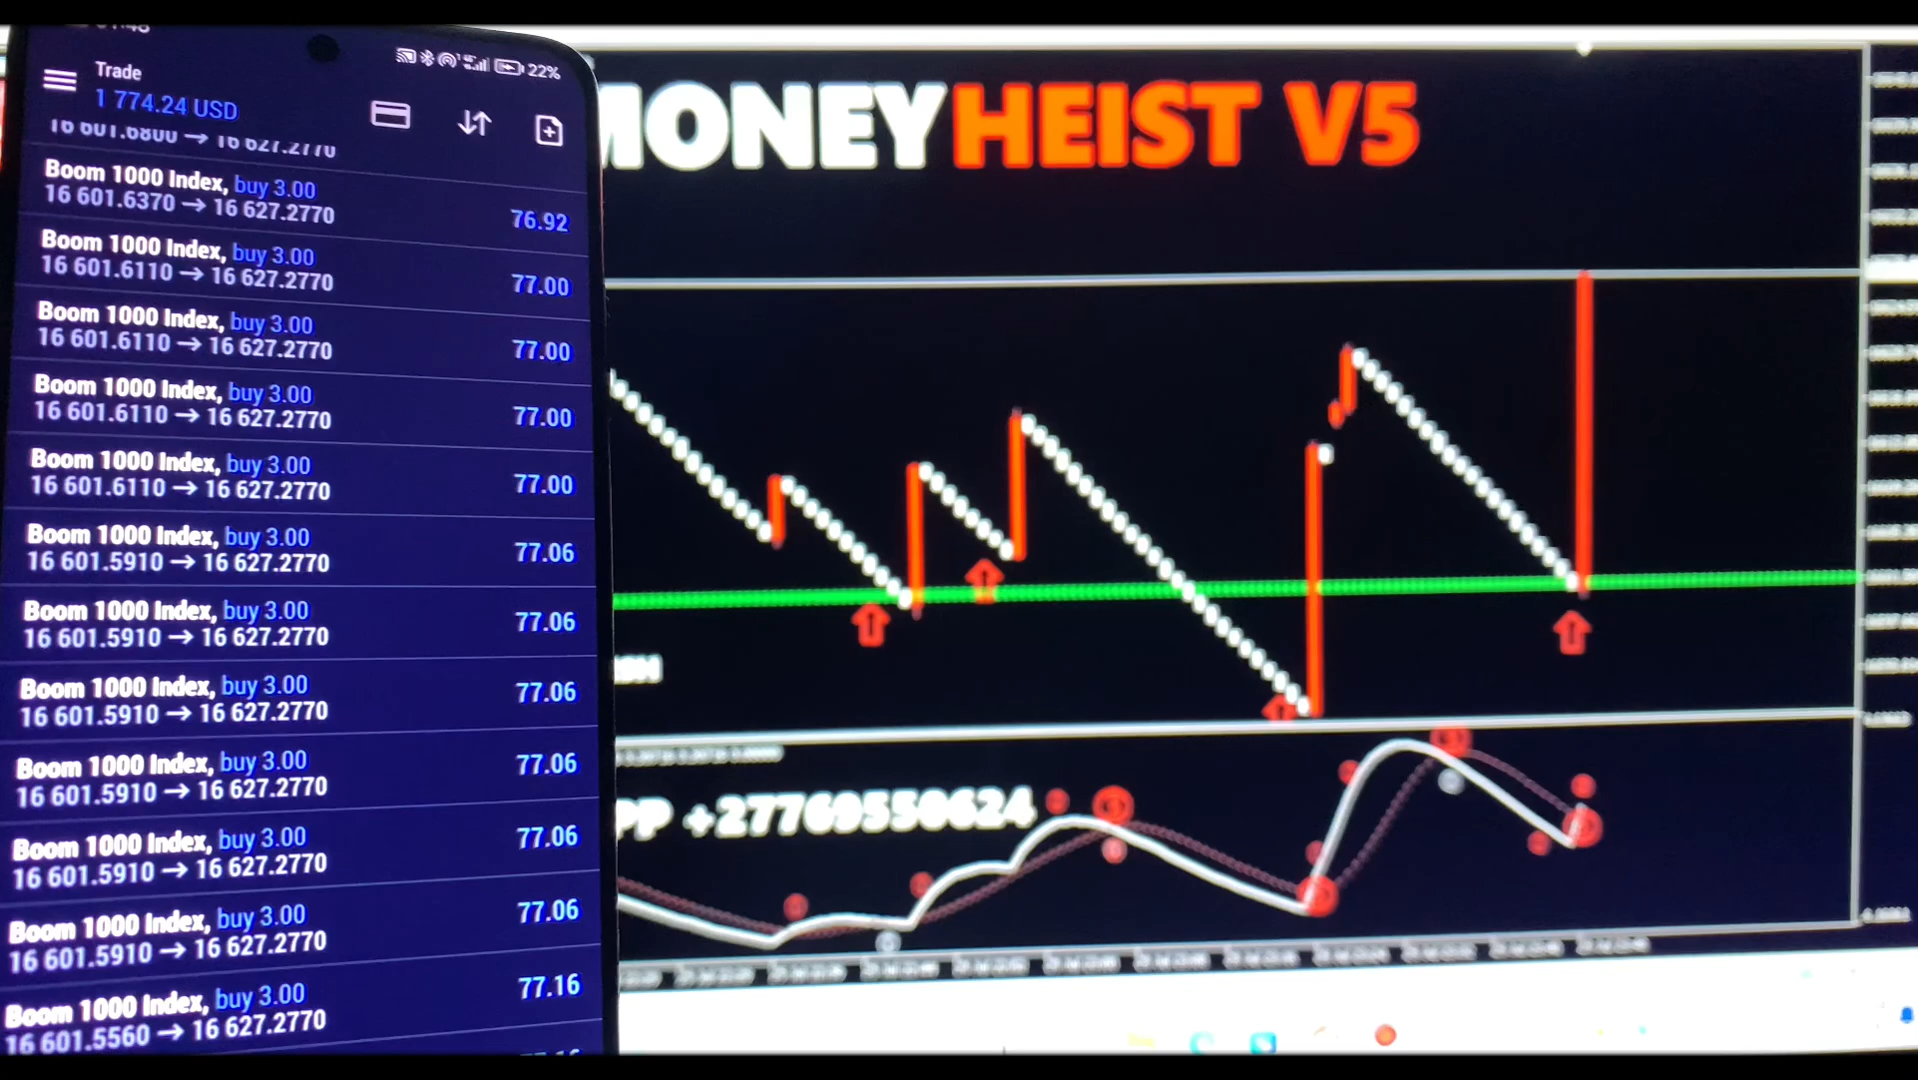 22%
Trade
1 774.24 USD
16 601.6800 → 16 627.2770
Boom 1000 Index, buy 3.00
16 601.6370 → 16 627.2770
76.92
Boom 1000 Index, buy 3.00
16 601.6110 → 16 627.2770
77.00
Boom 1000 Index, buy 3.00
16 601.6110 → 16 627.2770
77.00
Boom 1000 Index, buy 3.00
16 601.6110 → 16 627.2770
77.00
Boom 1000 Index, buy 3.00
16 601.6110 → 16 627.2770
77.00
Boom 1000 Index, buy 3.00
16 601.5910 → 16 627.2770
77.06
Boom 1000 Index, buy 3.00
16 601.5910 → 16 627.2770
77.06
Boom 1000 Index, buy 3.00
16 601.5910 → 16 627.2770
77.06
Boom 1000 Index, buy 3.00
16 601.5910 → 16 627.2770
77.06
Boom 1000 Index, buy 3.00
16 601.5910 → 16 627.2770
77.06
Boom 1000 Index, buy 3.00
16 601.5910 → 16 627.2770
77.06
Boom 1000 Index, buy 3.00
16 601.5560 → 16 627.2770
77.16
MONEY HEIST V5
PP +27769550624